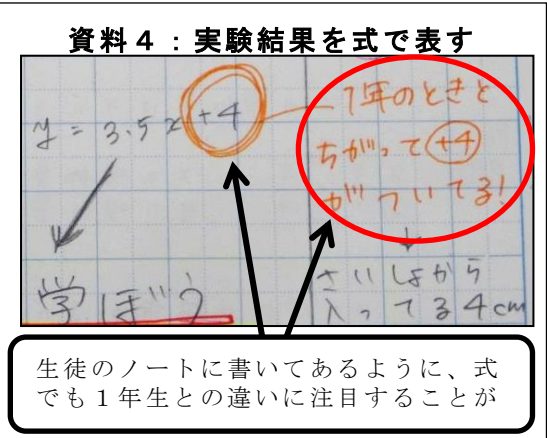 資料４：実験結果を式で表す
y = 3.5x+4
1年のときと
ちがって+4
がついてる!
学ぼう
さいしょから
入ってる4cm
生徒のノートに書いてあるように、式
でも１年生との違いに注目することが